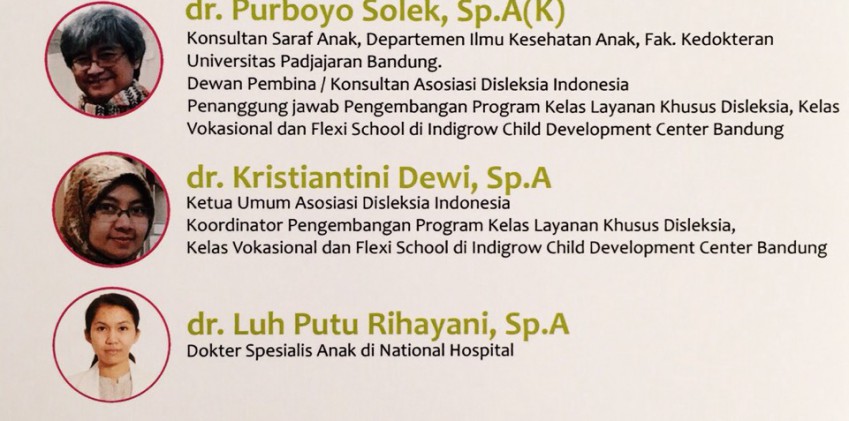 dr. Purboyo Solek, Sp.A(K)
Konsultan Saraf Anak, Departemen Ilmu Kesehatan Anak, Fak. Kedokteran
Universitas Padjajaran Bandung.
Dewan Pembina / Konsultan Asosiasi Disleksia Indonesia
Penanggung jawab Pengembangan Program Kelas Layanan Khusus Disleksia, Kelas
Vokasional dan Flexi School di Indigrow Child Development Center Bandung
dr. Kristiantini Dewi, Sp.A
Ketua Umum Asosiasi Disleksia Indonesia
Koordinator Pengembangan Program Kelas Layanan Khusus Disleksia,
Kelas Vokasional dan Flexi School di Indigrow Child Development Center Bandung
dr. Luh Putu Rihayani, Sp.A
Dokter Spesialis Anak di National Hospital